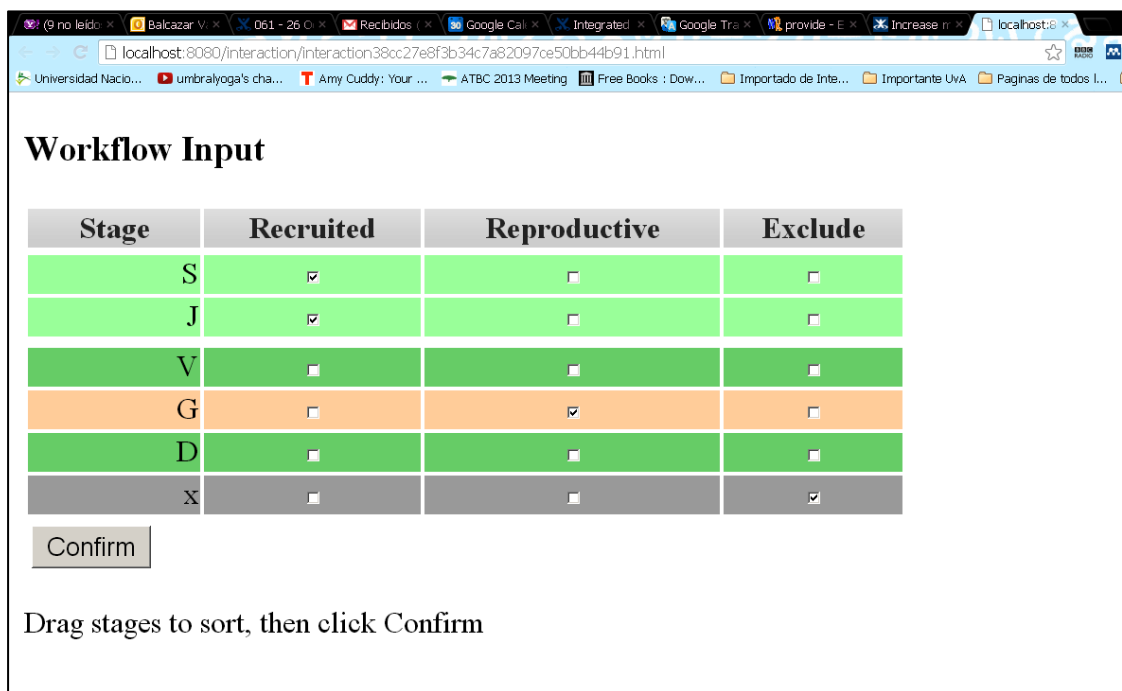 (9 no leído: Balcazar V: 061 - 26 O Recibidos ( Google Cal Integrated Google Tra provide - E Increase m localhost:8
localhost:8080/interaction/interaction38cc27e8f3b34c7a82097ce50bb44b91.html
Universidad Nacio... umbralyoga's cha... Amy Cuddy: Your ... ATBC 2013 Meeting Free Books : Dow... Importado de Inte... Importante UvA Paginas de todos l...
Workflow Input
Stage Recruited Reproductive Exclude
S
J
V
G
D
x
Confirm
Drag stages to sort, then click Confirm